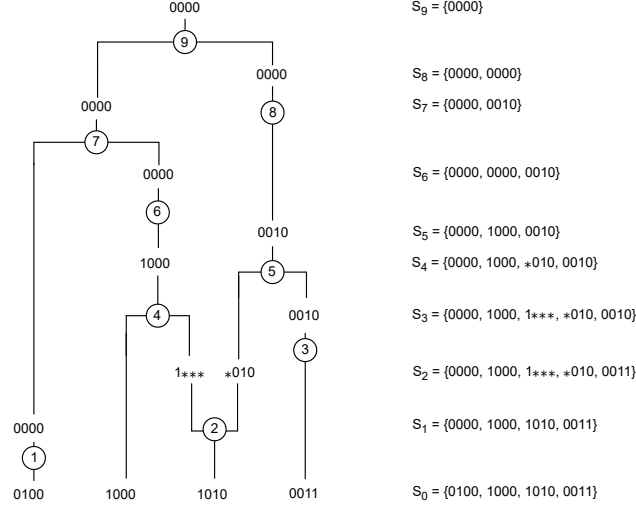 0000 S9 = {0000}
9
0000 S8 = {0000, 0000}
0000 8 S7 = {0000, 0010}
7
0000 S6 = {0000, 0000, 0010}
6
0010 S5 = {0000, 1000, 0010}
1000 5 S4 = {0000, 1000, *010, 0010}
4 0010 S3 = {0000, 1000, 1***, *010, 0010}
3
1*** *010 S2 = {0000, 1000, 1***, *010, 0011}
0000 2 S1 = {0000, 1000, 1010, 0011}
1
0100 1000 1010 0011 S0 = {0100, 1000, 1010, 0011}